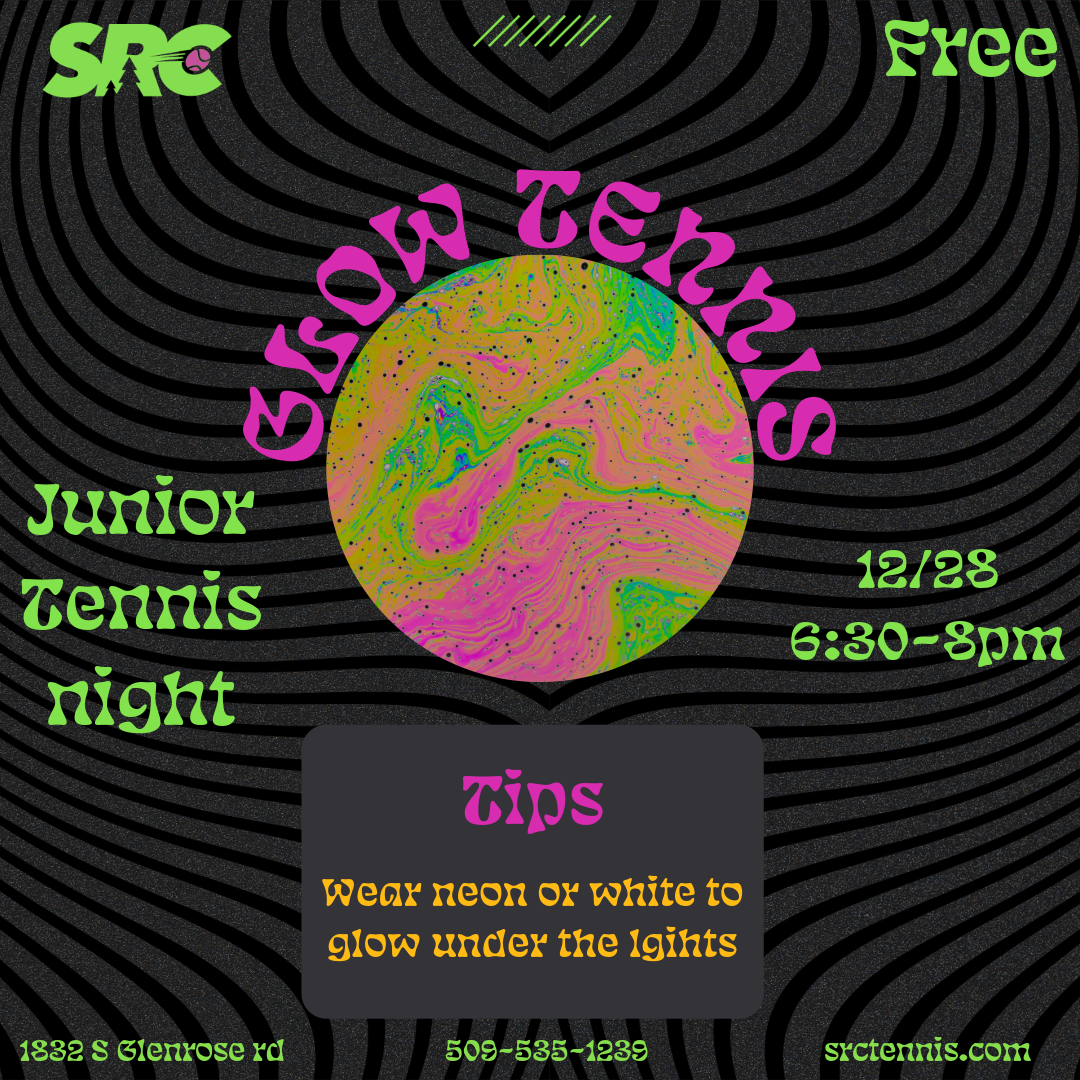 SRC
Free
GLOW TENNIS
Junior
Tennis
night
12/28
6:30-8pm
Tips
Wear neon or white to
glow under the lgihts
1832 S Glenrose rd
509-535-1239
srctennis.com